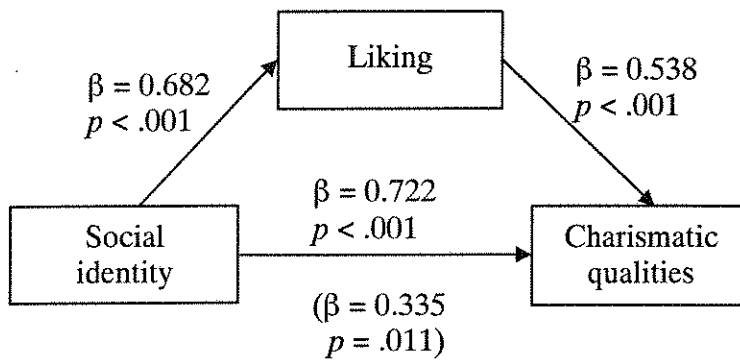 Liking
β = 0.682
p < .001
β = 0.538
p < .001
β = 0.722
p < .001
Social
identity
Charismatic
qualities
(β = 0.335
p = .011)